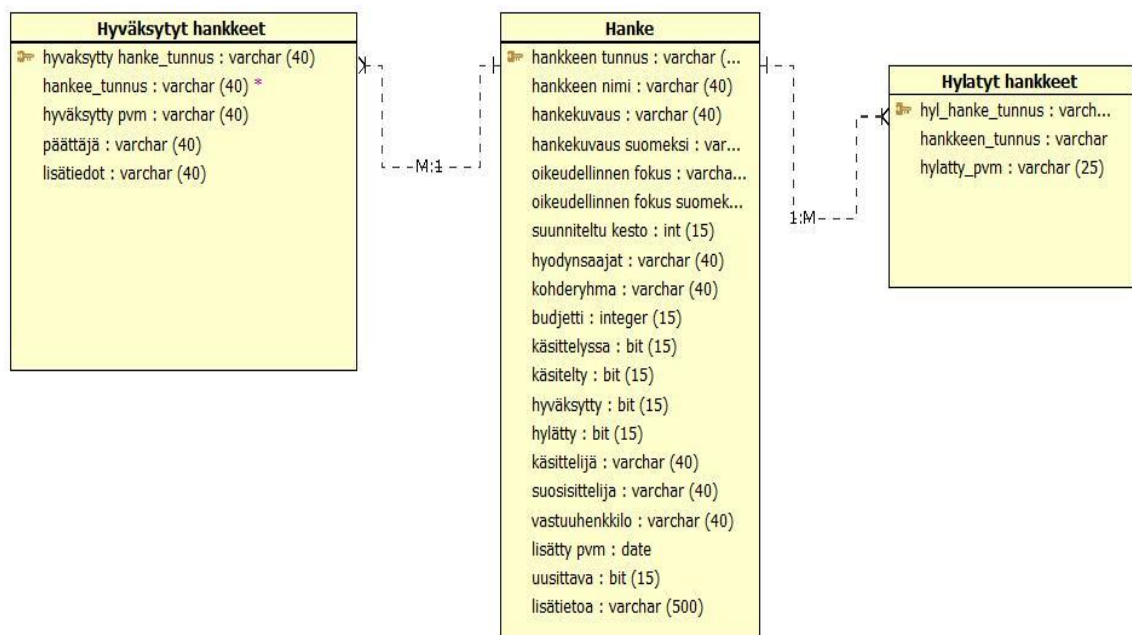 Hyväksytyt hankkeet
hyvaksytty hanke_tunnus : varchar (40)
hankee_tunnus : varchar (40) *
hyväksytty pvm : varchar (40)
päättäjä : varchar (40)
lisätiedot : varchar (40)
M:1
Hanke
hankkeen tunnus : varchar (...
hankkeen nimi : varchar (40)
hankekuvaus : varchar (40)
hankekuvaus suomeksi : var...
oikeudellinen fokus : varcha...
oikeudellinen fokus suomek...
suunniteltu kesto : int (15)
hyodynsaajat : varchar (40)
kohderyhma : varchar (40)
budjetti : integer (15)
käsittelyssa : bit (15)
käsitelty : bit (15)
hyväksytty : bit (15)
hylätty : bit (15)
käsittelijä : varchar (40)
suosisittelija : varchar (40)
vastuuhenkkilo : varchar (40)
lisätty pvm : date
uusittava : bit (15)
lisätietoa : varchar (500)
1:M
Hylatyt hankkeet
hyl_hanke_tunnus : varch...
hankkeen_tunnus : varchar
hylatty_pvm : varchar (25)